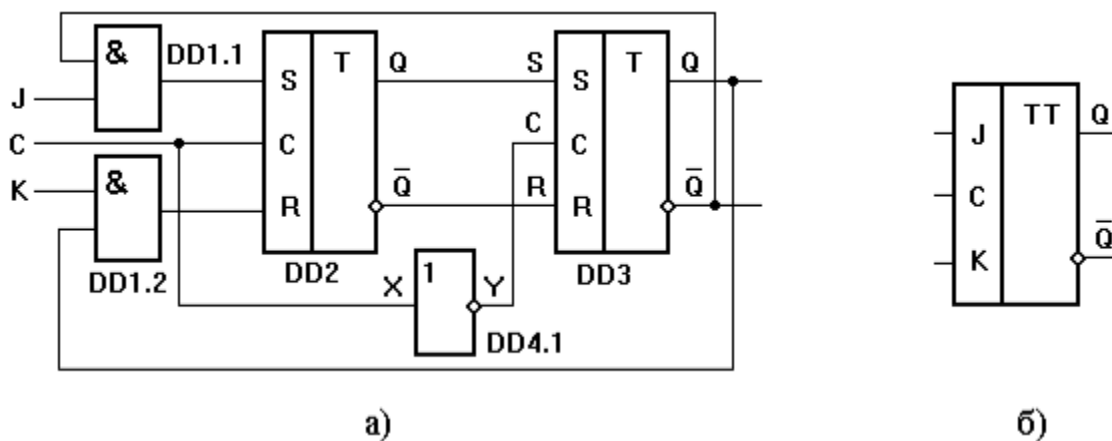 & DD1.1
J
C
K
&
DD1.2
S T Q
C
R Q̅
DD2
X 1 Y
DD4.1
S S T Q
C C
R R Q̅
DD3
J TT Q
C
K Q̅
а) б)